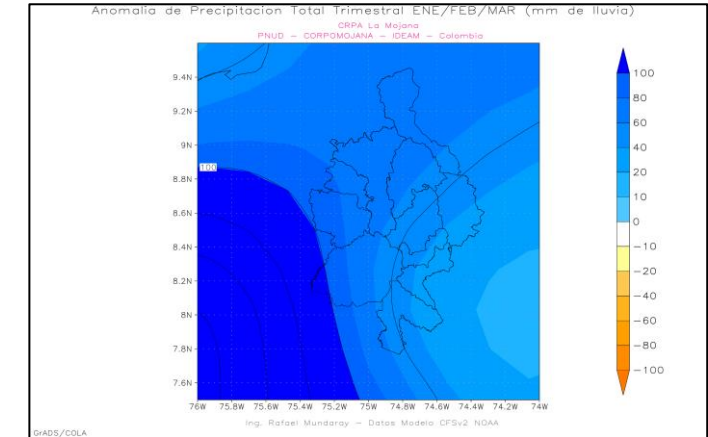 Anomalia de Precipitacion Total Trimestral ENE/FEB/MAR (mm de lluvia)
CRPA La Mojana
PNUD – CORPOMOJANA – IDEAM – Colombia
9.4N
9.2N
9N
8.8N
8.6N
8.4N
8.2N
8N
7.8N
7.6N
100
76W 75.8W 75.6W 75.4W 75.2W 75W 74.8W 74.6W 74.4W 74.2W 74W
100
80
60
40
20
10
0
−10
−20
−40
−60
−80
−100
Ing. Rafael Mundaray – Datos Modelo CFSv2 NOAA
GrADS/COLA